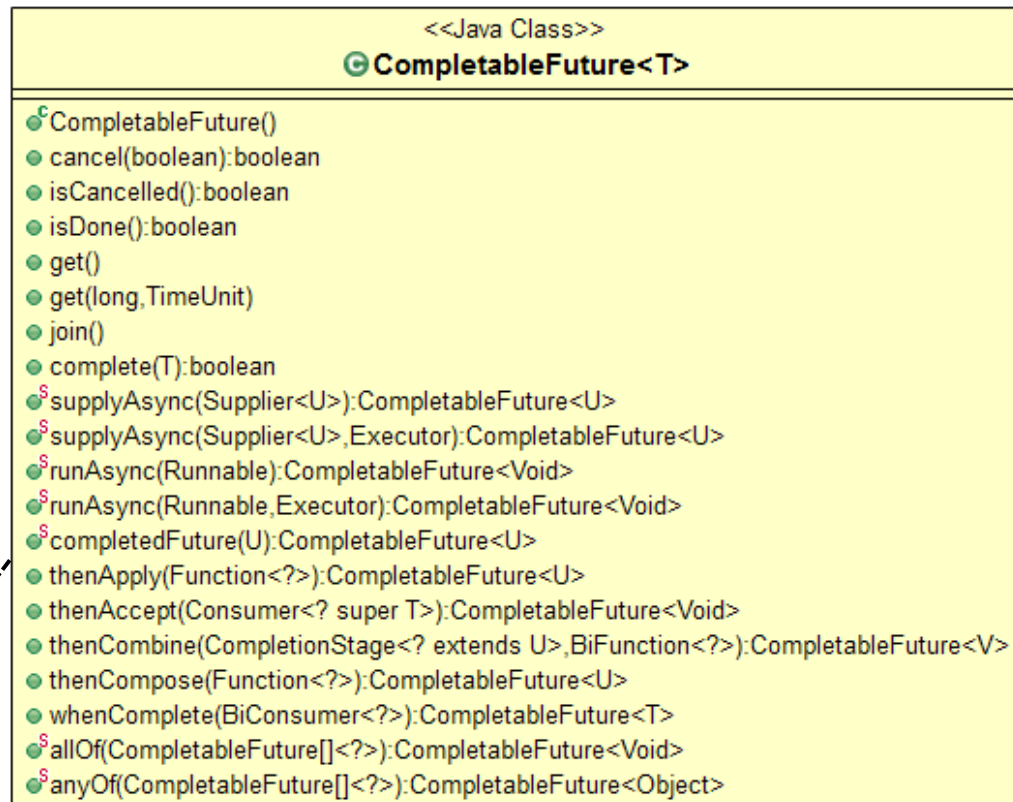 <<Java Class>>
CompletableFuture<T>
CompletableFuture()
cancel(boolean):boolean
isCancelled():boolean
isDone():boolean
get()
get(long,TimeUnit)
join()
complete(T):boolean
supplyAsync(Supplier<U>):CompletableFuture<U>
supplyAsync(Supplier<U>,Executor):CompletableFuture<U>
runAsync(Runnable):CompletableFuture<Void>
runAsync(Runnable,Executor):CompletableFuture<Void>
completedFuture(U):CompletableFuture<U>
thenApply(Function<?>):CompletableFuture<U>
thenAccept(Consumer<? super T>):CompletableFuture<Void>
thenCombine(CompletionStage<? extends U>,BiFunction<?>):CompletableFuture<V>
thenCompose(Function<?>):CompletableFuture<U>
whenComplete(BiConsumer<?>):CompletableFuture<T>
allOf(CompletableFuture[]<?>):CompletableFuture<Void>
anyOf(CompletableFuture[]<?>):CompletableFuture<Object>